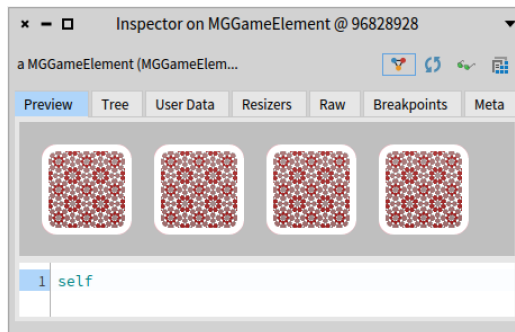 Inspector on MGGameElement @ 96828928
a MGGameElement (MGGameElem...
Preview Tree User Data Resizers Raw Breakpoints Meta
1 self